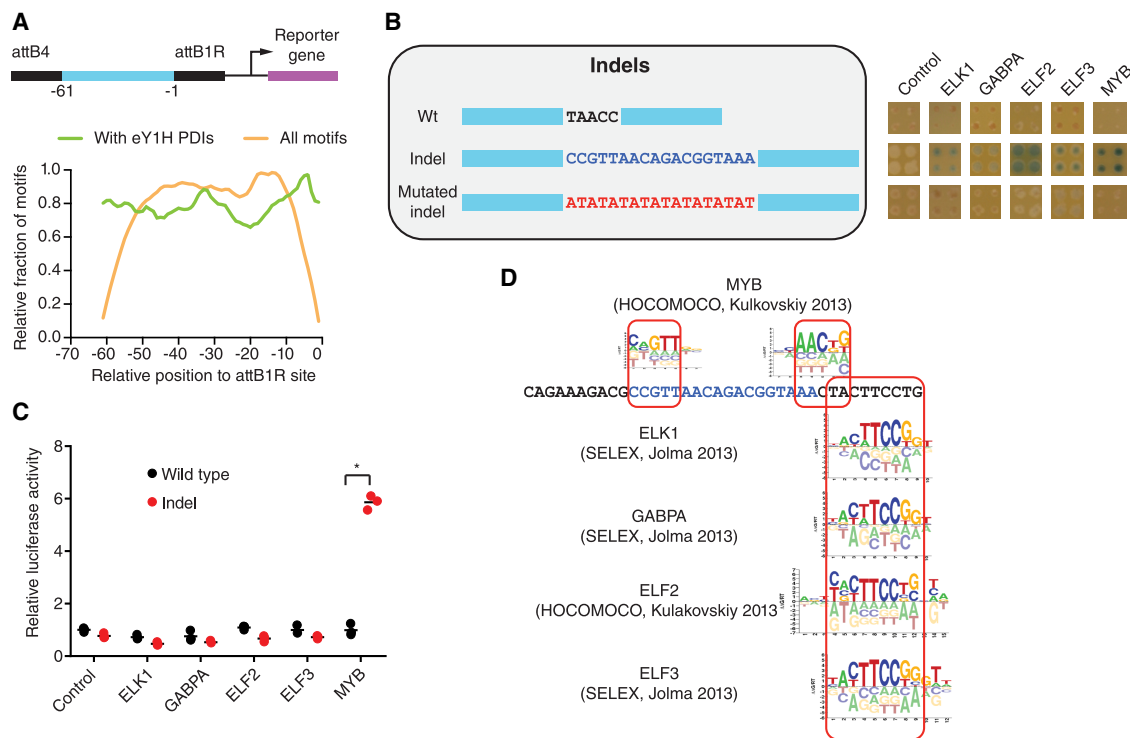 A
attB4
attB1R
Reporter
gene
-61
-1
With eY1H PDIs
All motifs
Relative fraction of motifs
1.0
0.8
0.6
0.4
0.2
0.0
-70 -60 -50 -40 -30 -20 -10 0
Relative position to attB1R site
B
Indels
Wt
TAACC
Indel
CCGTTAACAGACGGTAAA
Mutated
indel
ATATATATATATATATAT
Control
ELK1
GABPA
ELF2
ELF3
MYB
C
Relative luciferase activity
8
6
4
2
0
Wild type
Indel
*
Control
ELK1
GABPA
ELF2
ELF3
MYB
D
MYB
(HOCOMOCO, Kulkovskiy 2013)
CAGAAAGACGCCGTTAACAGACGGTAAACTACTTCCTG
ELK1
(SELEX, Jolma 2013)
GABPA
(SELEX, Jolma 2013)
ELF2
(HOCOMOCO, Kulakovskiy 2013
ELF3
(SELEX, Jolma 2013)